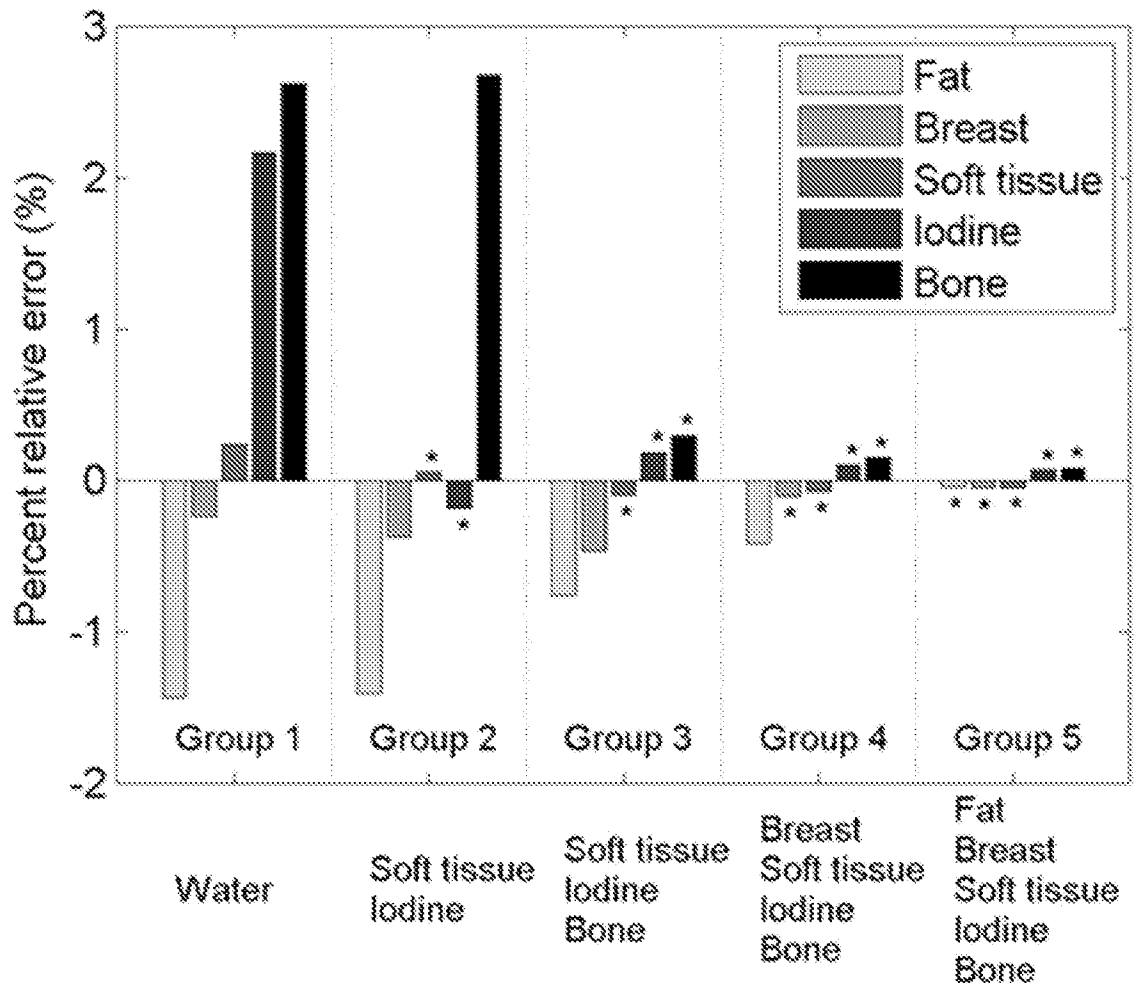 Percent relative error (%)
3
2
1
0
-1
-2
Fat
Breast
Soft tissue
Iodine
Bone
* * * * * * * *
* * * * * * *
Group 1
Group 2
Group 3
Group 4
Group 5
Water
Soft tissue
Iodine
Soft tissue
Iodine
Bone
Breast
Soft tissue
Iodine
Bone
Fat
Breast
Soft tissue
Iodine
Bone